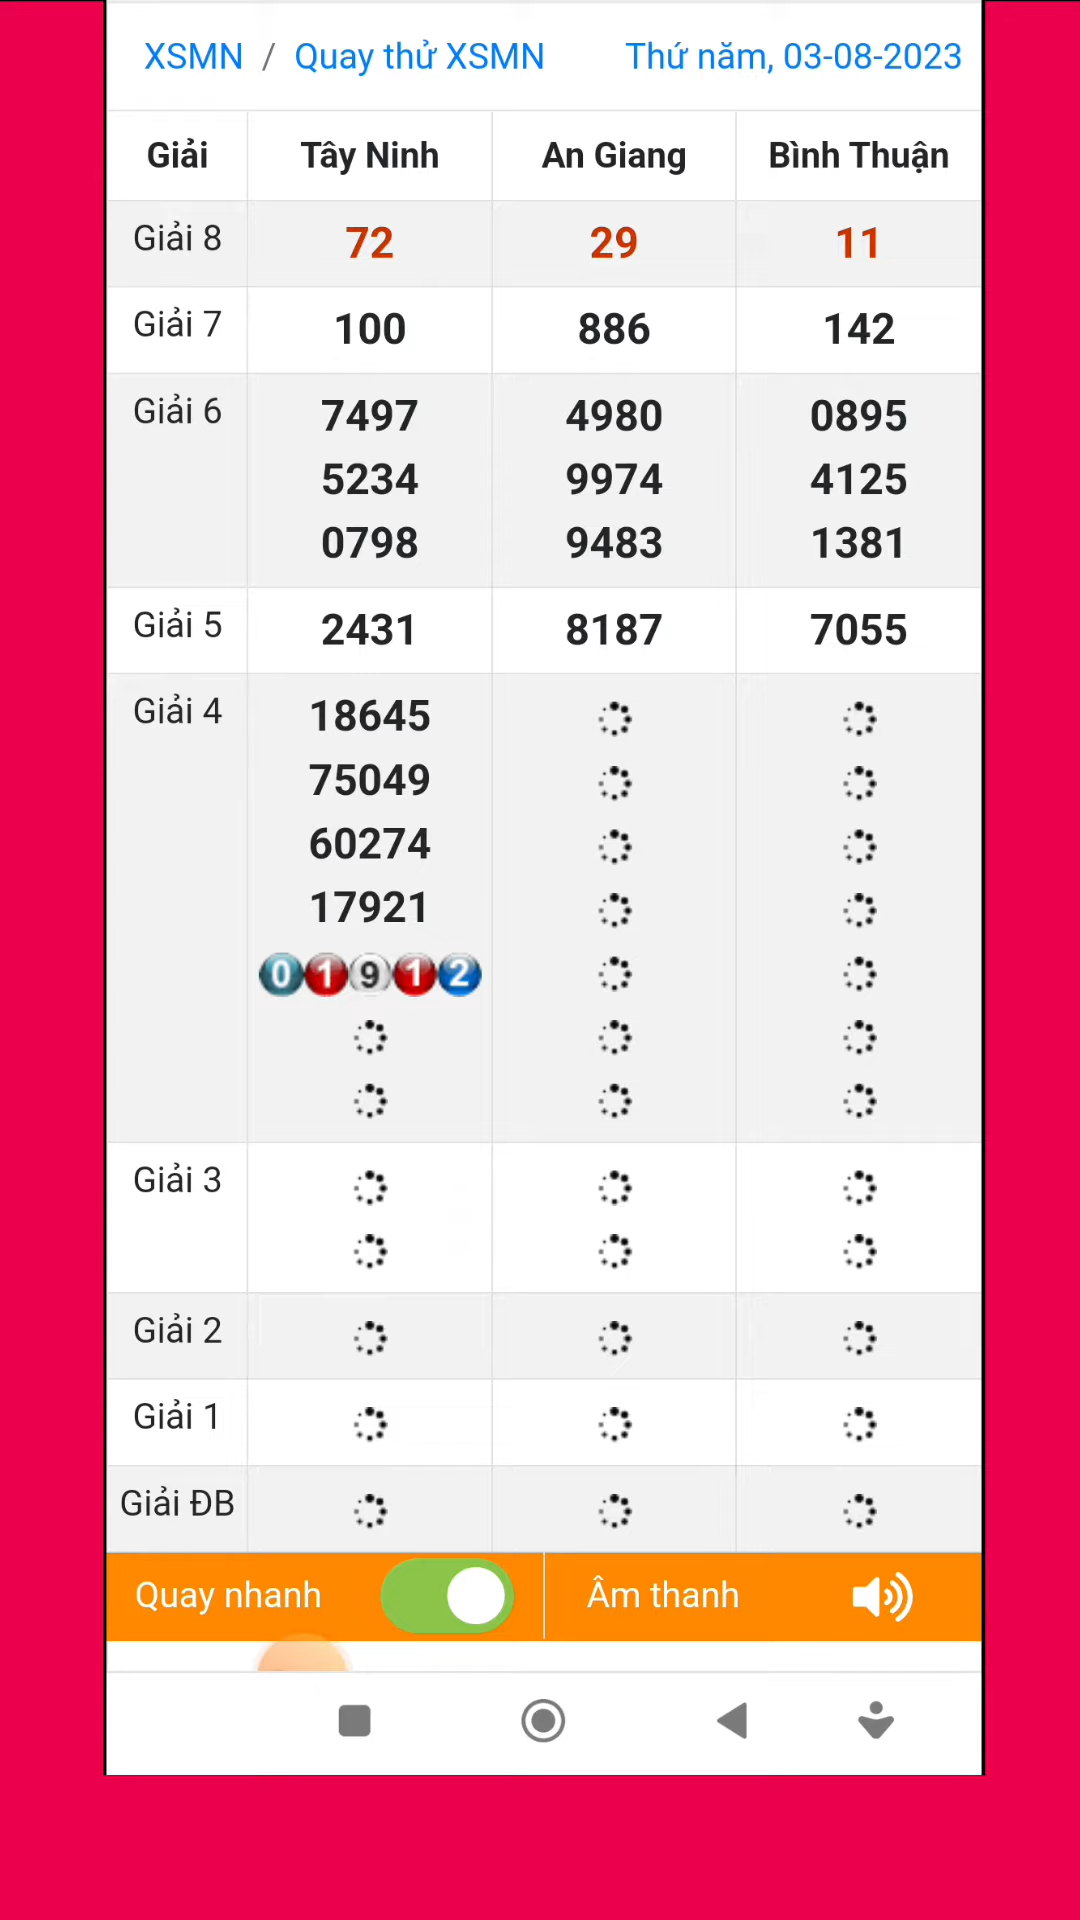 XSMN / Quay thử XSMN Thứ năm, 03-08-2023
Giải Tây Ninh An Giang Bình Thuận
Giải 8 72 29 11
Giải 7 100 886 142
Giải 6 7497 4980 0895
5234 9974 4125
0798 9483 1381
Giải 5 2431 8187 7055
Giải 4 18645
75049
60274
17921
01912
Giải 3
Giải 2
Giải 1
Giải ĐB
Quay nhanh Âm thanh